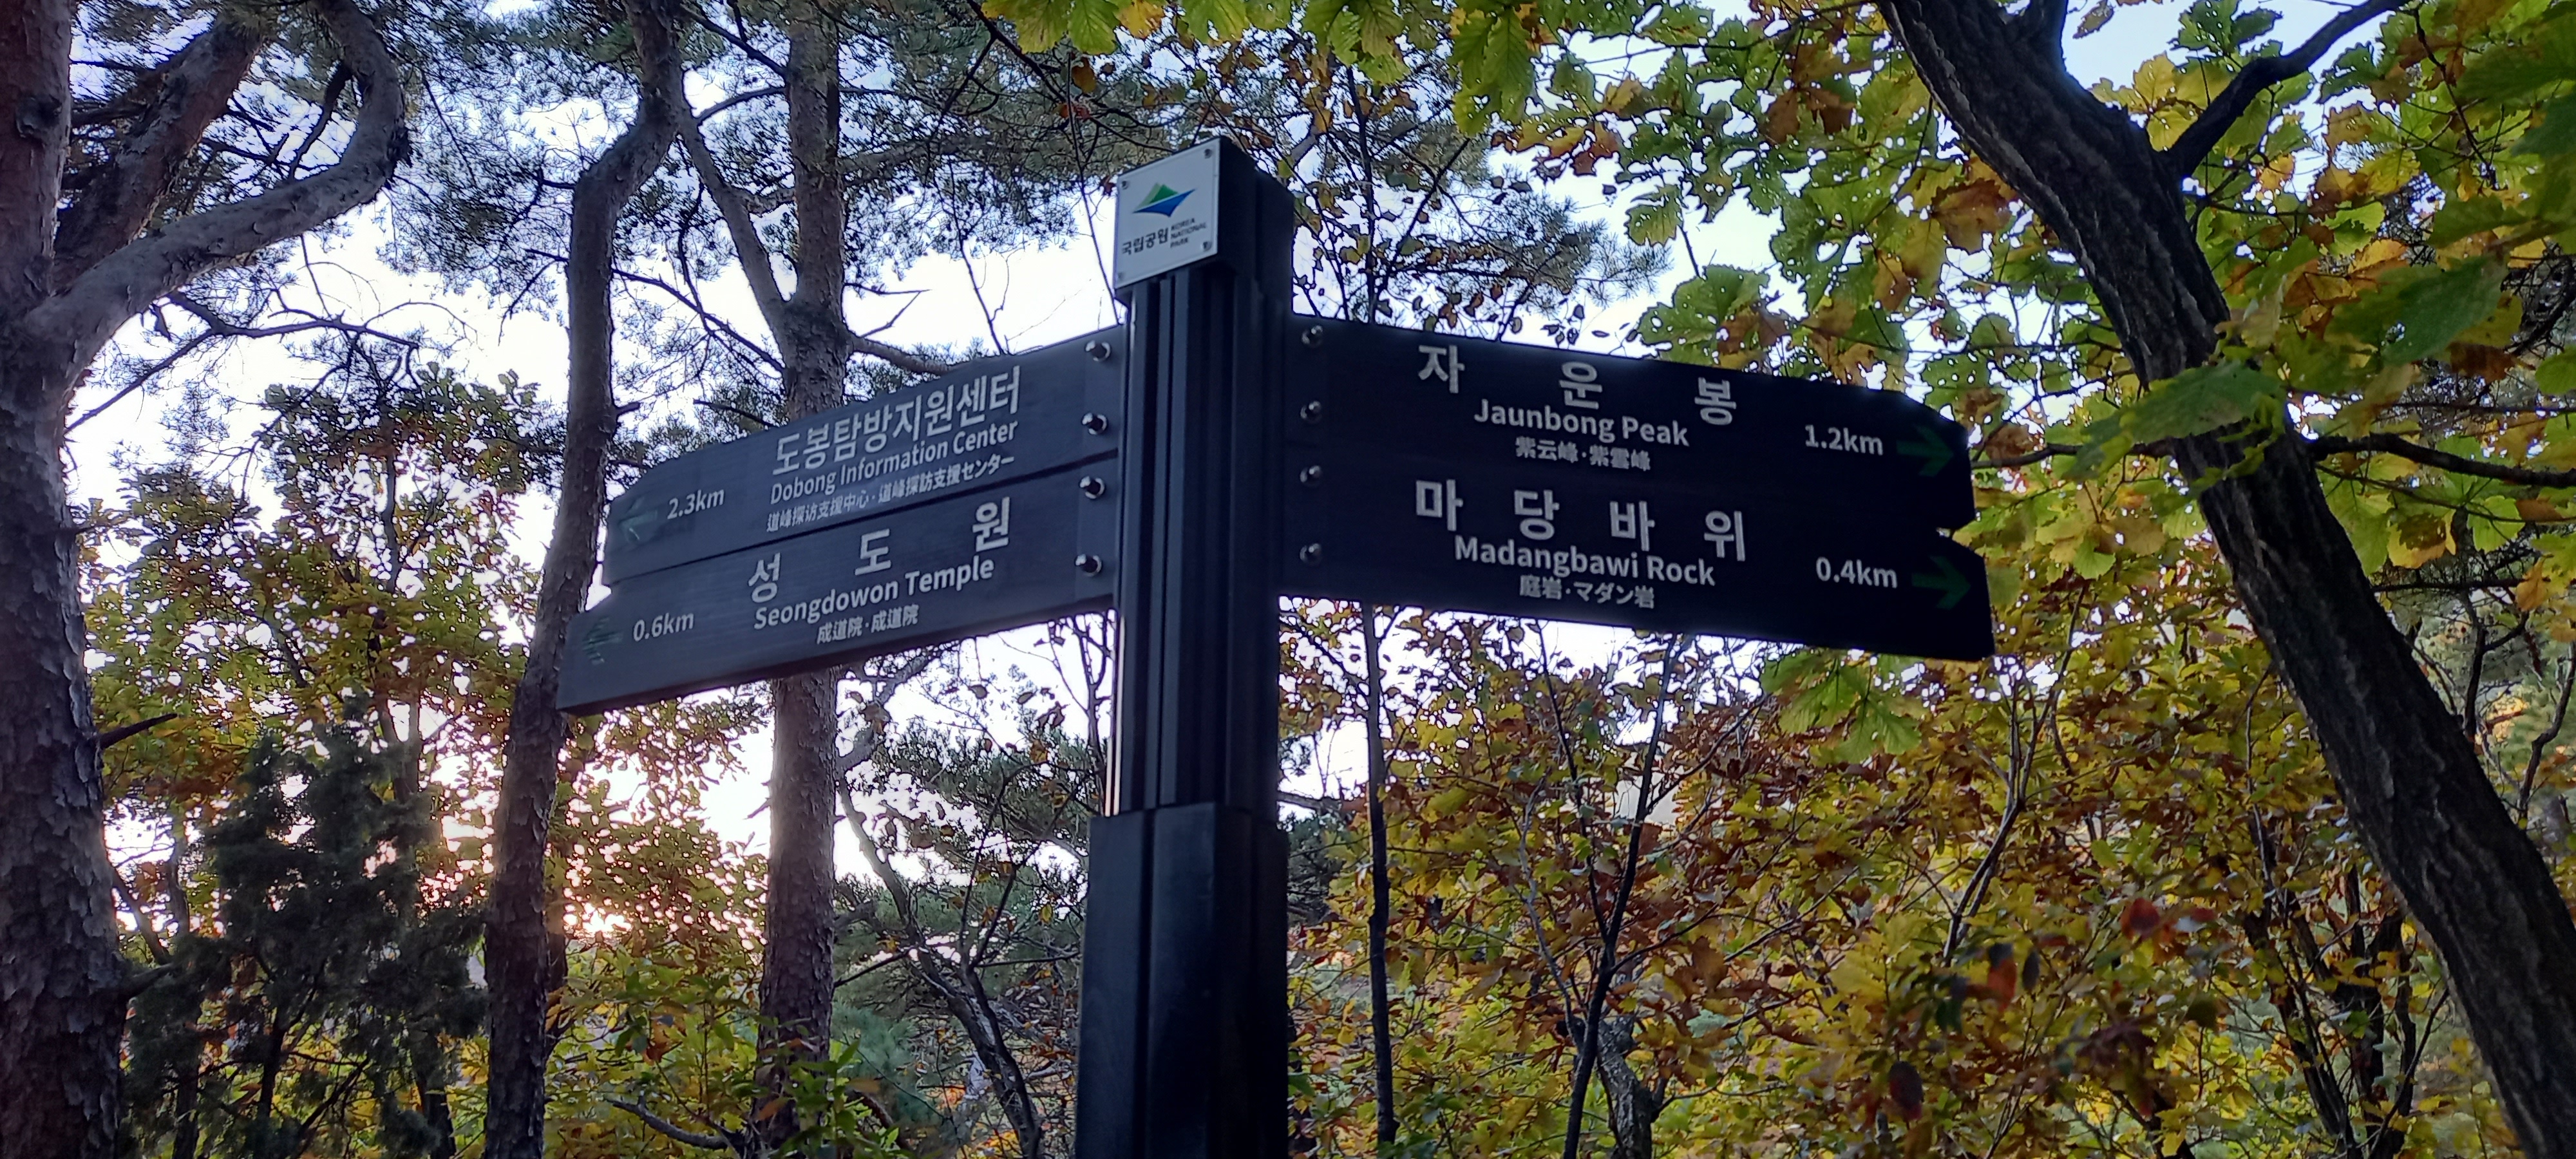 국립공원 KOREA
NATIONAL
PARK
도봉탐방지원센터
Dobong Information Center
道峰探访支援中心·道峰探訪支援センター
2.3km
성 도 원
Seongdowon Temple
成道院·成道院
0.6km
자 운 봉
Jaunbong Peak
紫云峰·紫雲峰
1.2km
마 당 바 위
Madangbawi Rock
庭岩·マダン岩
0.4km